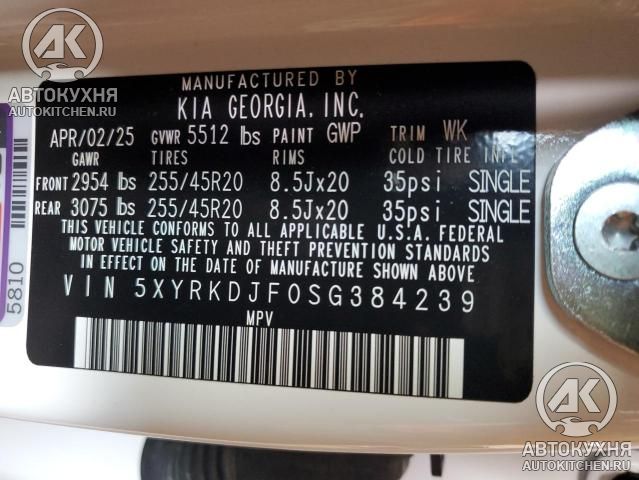 AK
АВТОКУХНЯ
AUTOKITCHEN.RU
MANUFACTURED BY
KIA GEORGIA, INC.
APR/02/25 GVWR 5512 lbs PAINT GWP TRIM WK
GAWR TIRES RIMS COLD TIRE INFL
FRONT 2954 lbs 255/45R20 8.5Jx20 35psi SINGLE
REAR 3075 lbs 255/45R20 8.5Jx20 35psi SINGLE
THIS VEHICLE CONFORMS TO ALL APPLICABLE U.S.A. FEDERAL
MOTOR VEHICLE SAFETY AND THEFT PREVENTION STANDARDS
IN EFFECT ON THE DATE OF MANUFACTURE SHOWN ABOVE.
VIN 5XYRKDJF0SG384239
MPV
5810
AK
АВТОКУХНЯ
AUTOKITCHEN.RU